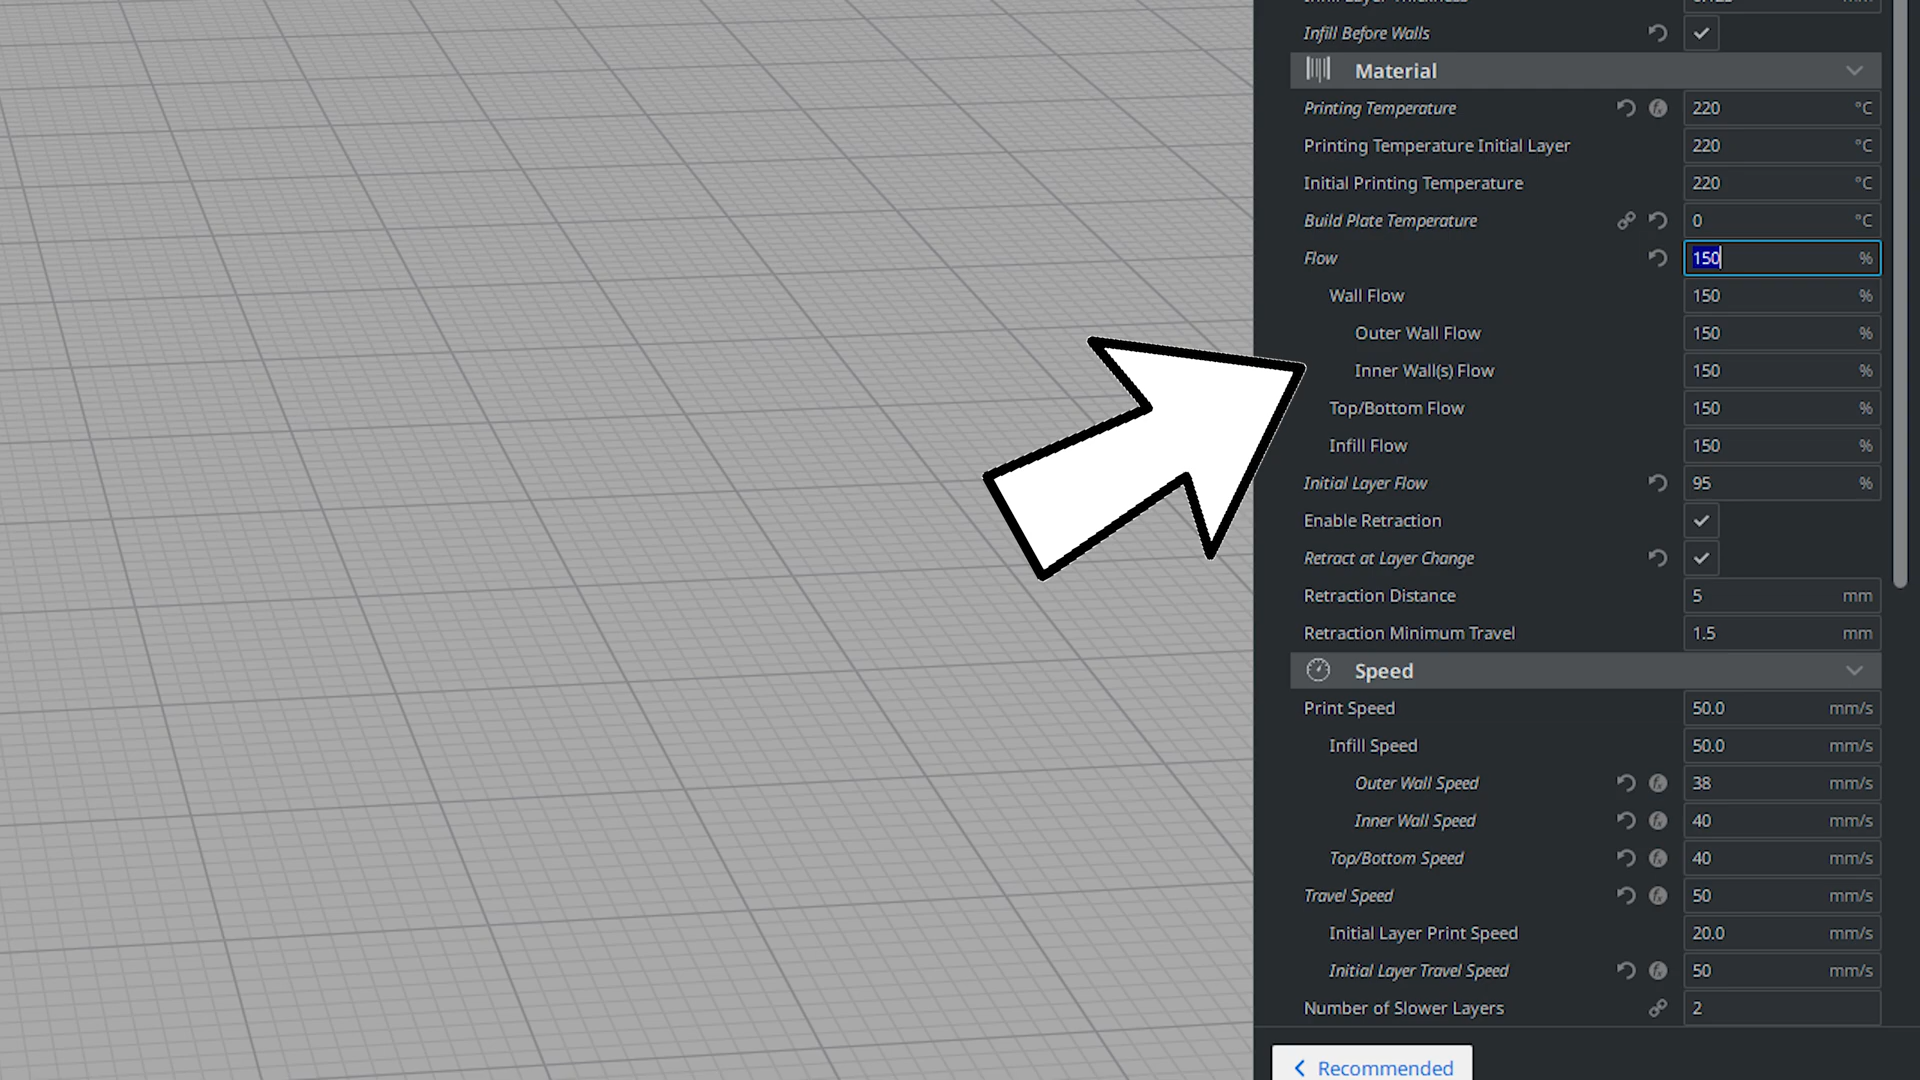 Infill Before Walls
Material
Printing Temperature 220 °C
Printing Temperature Initial Layer 220 °C
Initial Printing Temperature 220 °C
Build Plate Temperature 0 °C
Flow 150 %
Wall Flow 150 %
Outer Wall Flow 150 %
Inner Wall(s) Flow 150 %
Top/Bottom Flow 150 %
Infill Flow 150 %
Initial Layer Flow 95 %
Enable Retraction
Retract at Layer Change
Retraction Distance 5 mm
Retraction Minimum Travel 1.5 mm
Speed
Print Speed 50.0 mm/s
Infill Speed 50.0 mm/s
Outer Wall Speed 38 mm/s
Inner Wall Speed 40 mm/s
Top/Bottom Speed 40 mm/s
Travel Speed 50 mm/s
Initial Layer Print Speed 20.0 mm/s
Initial Layer Travel Speed 50 mm/s
Number of Slower Layers 2
Recommended